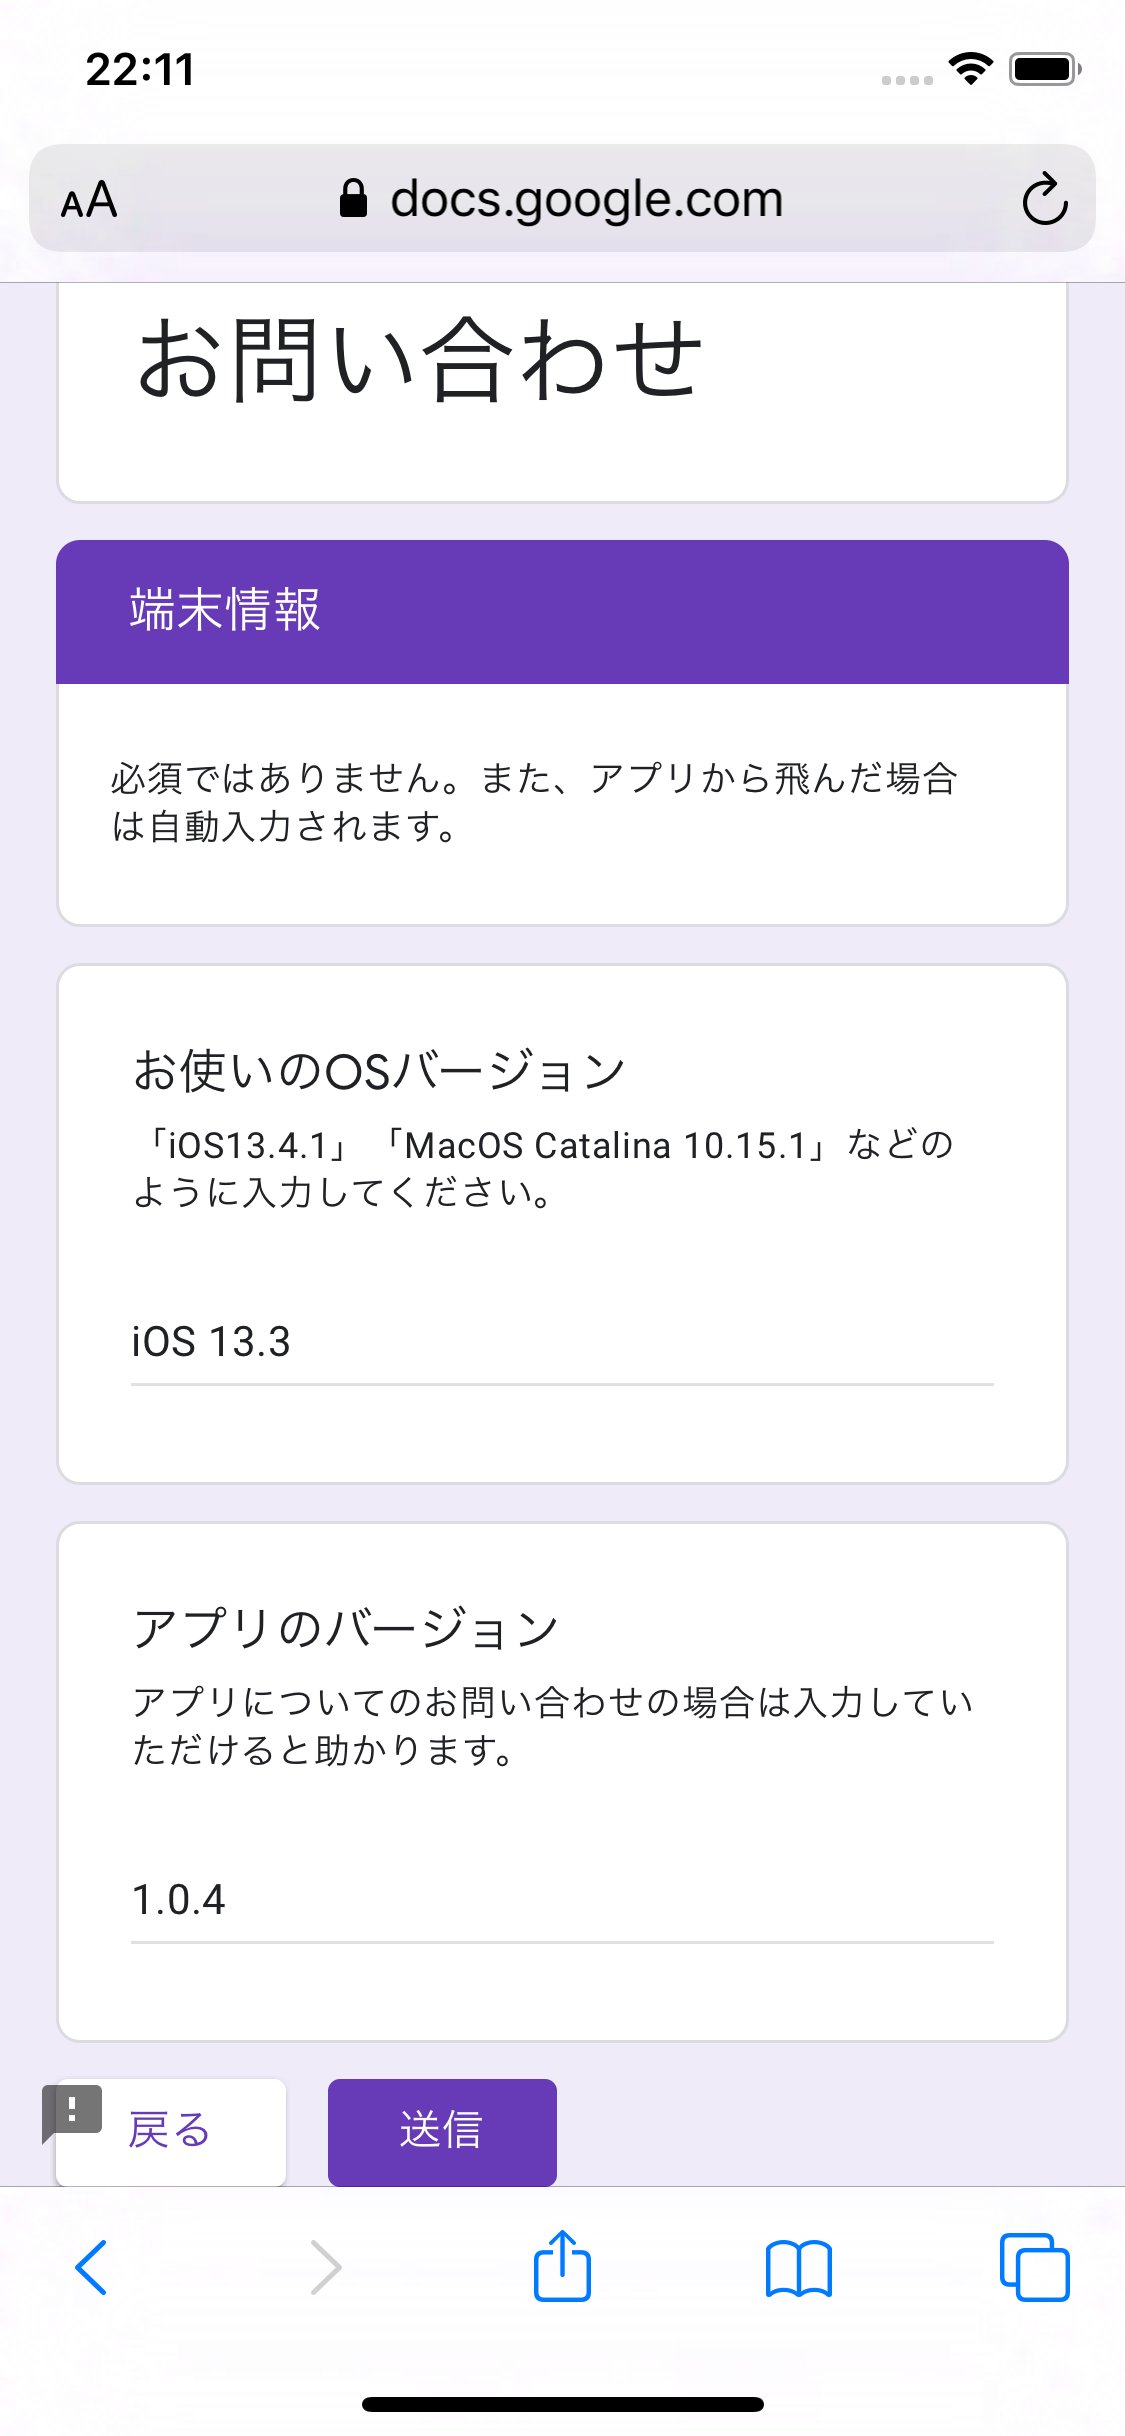 22:11
AA
docs.google.com
お問い合わせ
端末情報
必須ではありません。また、アプリから飛んだ場合
は自動入力されます。
お使いのOSバージョン
「iOS13.4.1」「MacOS Catalina 10.15.1」などの
ように入力してください。
iOS 13.3
アプリのバージョン
アプリについてのお問い合わせの場合は入力してい
ただけると助かります。
1.0.4
戻る
送信